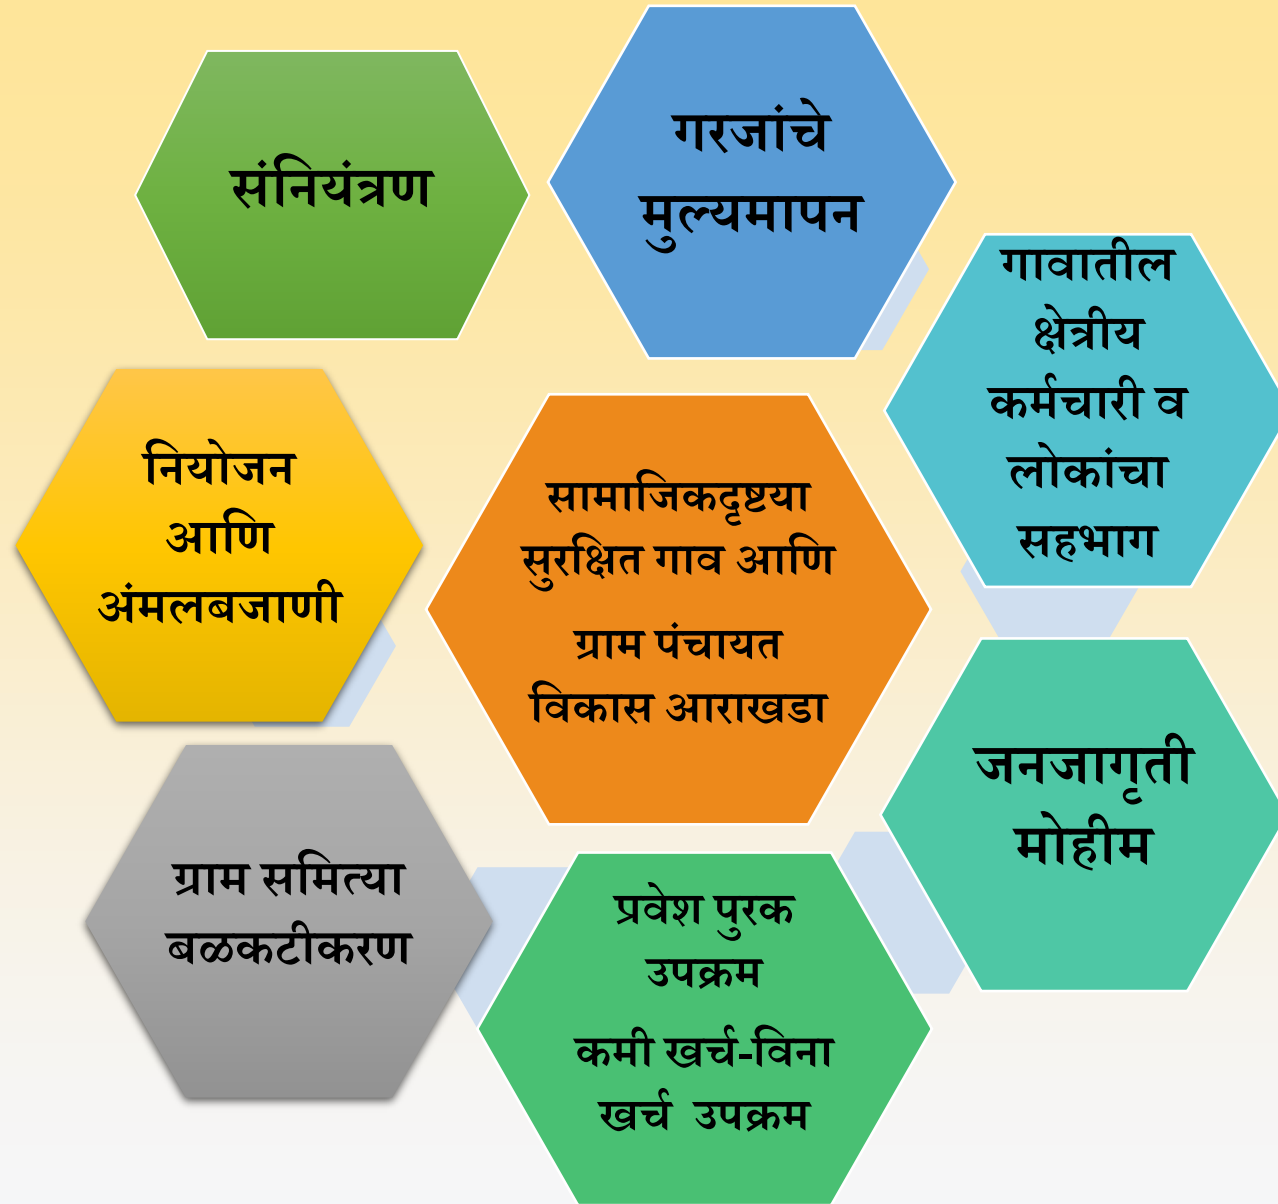 संनियंत्रण
गरजांचे
मुल्यमापन
गावातील
क्षेत्रीय
कर्मचारी व
लोकांचा
सहभाग
नियोजन
आणि
अंमलबजाणी
सामाजिकदृष्टया
सुरक्षित गाव आणि
ग्राम पंचायत
विकास आराखडा
जनजागृती
मोहीम
ग्राम समित्या
बळकटीकरण
प्रवेश पुरक
उपक्रम
कमी खर्च-विना
खर्च उपक्रम